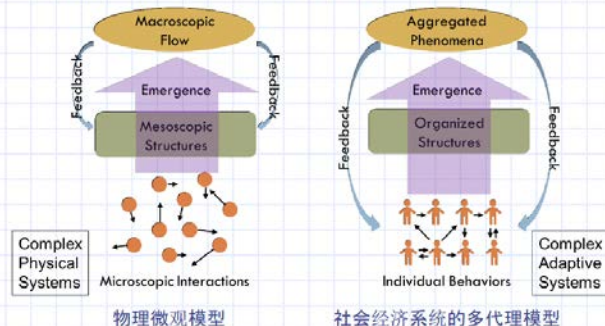 Macroscopic
Flow
Feedback
Feedback
Emergence
Mesoscopic
Structures
Complex
Physical
Systems
Microscopic Interactions
物理微观模型
Aggregated
Phenomena
Feedback
Feedback
Emergence
Organized
Structures
Complex
Adaptive
Systems
Individual Behaviors
社会经济系统的多代理模型